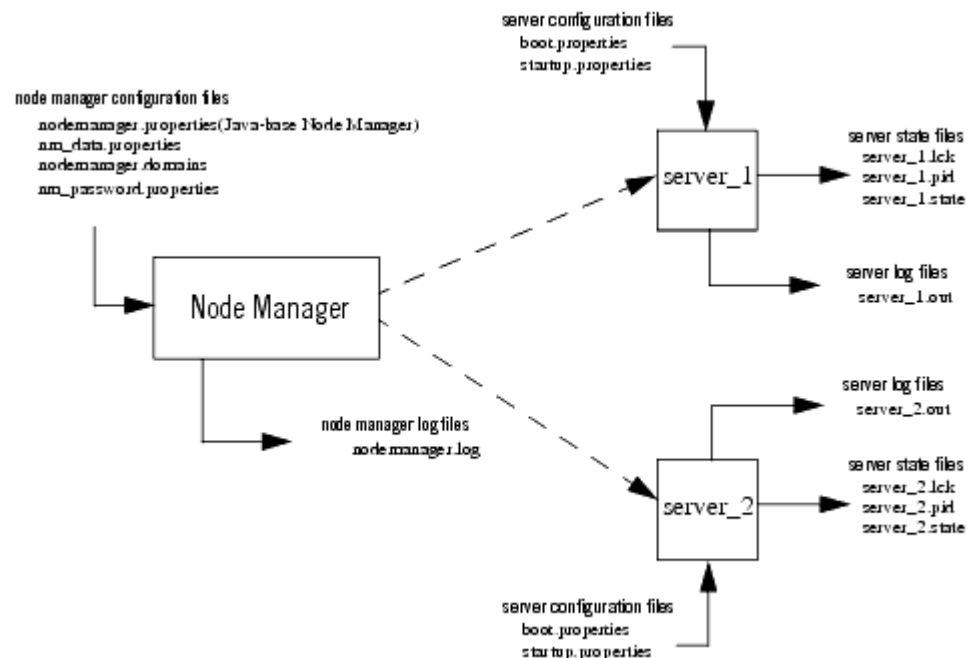 server configuration files
boot.properties
startup.properties
node manager configuration files
nodemanager.properties(Java-base Node Manager)
nm_data.properties
nodemanager.domains
nm_password.properties
server_1
server state files
server_1.lck
server_1.pid
server_1.state
server log files
server_1.out
Node Manager
node manager log files
nodemanager.log
server log files
server_2.out
server_2
server state files
server_2.lck
server_2.pid
server_2.state
server configuration files
boot.properties
startup.properties